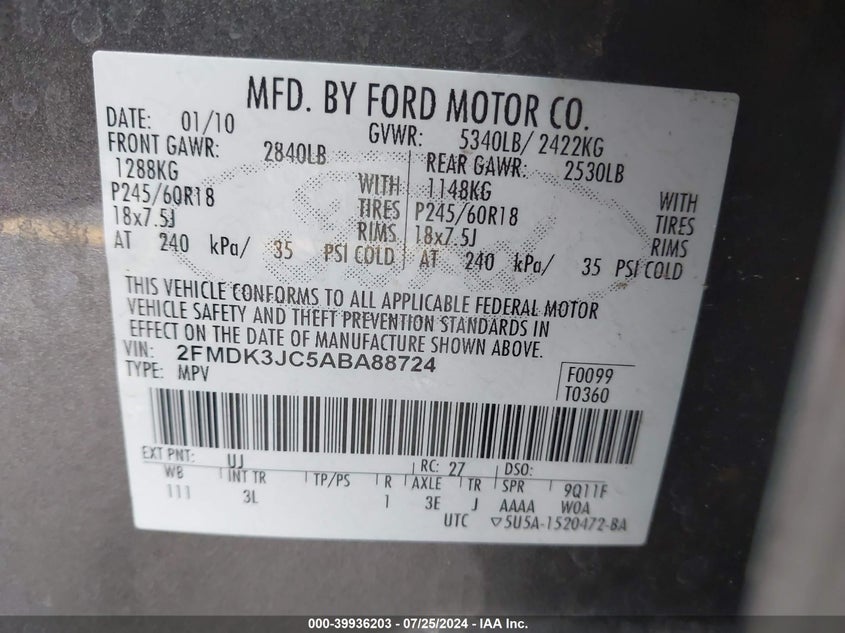 MFD. BY FORD MOTOR CO.
DATE: 01/10 GVWR: 5340LB/ 2422KG
FRONT GAWR: 2840LB REAR GAWR: 2530LB
1288KG WITH 1148KG WITH
P245/60R18 TIRES P245/60R18 TIRES
18x7.5J RIMS 18x7.5J RIMS
AT 240 kPa/ 35 PSI COLD AT 240 kPa/ 35 PSI COLD
THIS VEHICLE CONFORMS TO ALL APPLICABLE FEDERAL MOTOR
VEHICLE SAFETY AND THEFT PREVENTION STANDARDS IN
EFFECT ON THE DATE OF MANUFACTURE SHOWN ABOVE.
VIN: 2FMDK3JC5ABA88724
TYPE: MPV
F0099
T0360
EXT PNT: UJ RC: 27 DSO:
WB INT TR TP/PS R AXLE TR SPR 9Q11F
111 3L 1 3E J AAAA WOA
UTC ▽5U5A-1520472-BA
000-39936203 - 07/25/2024 - IAA Inc.